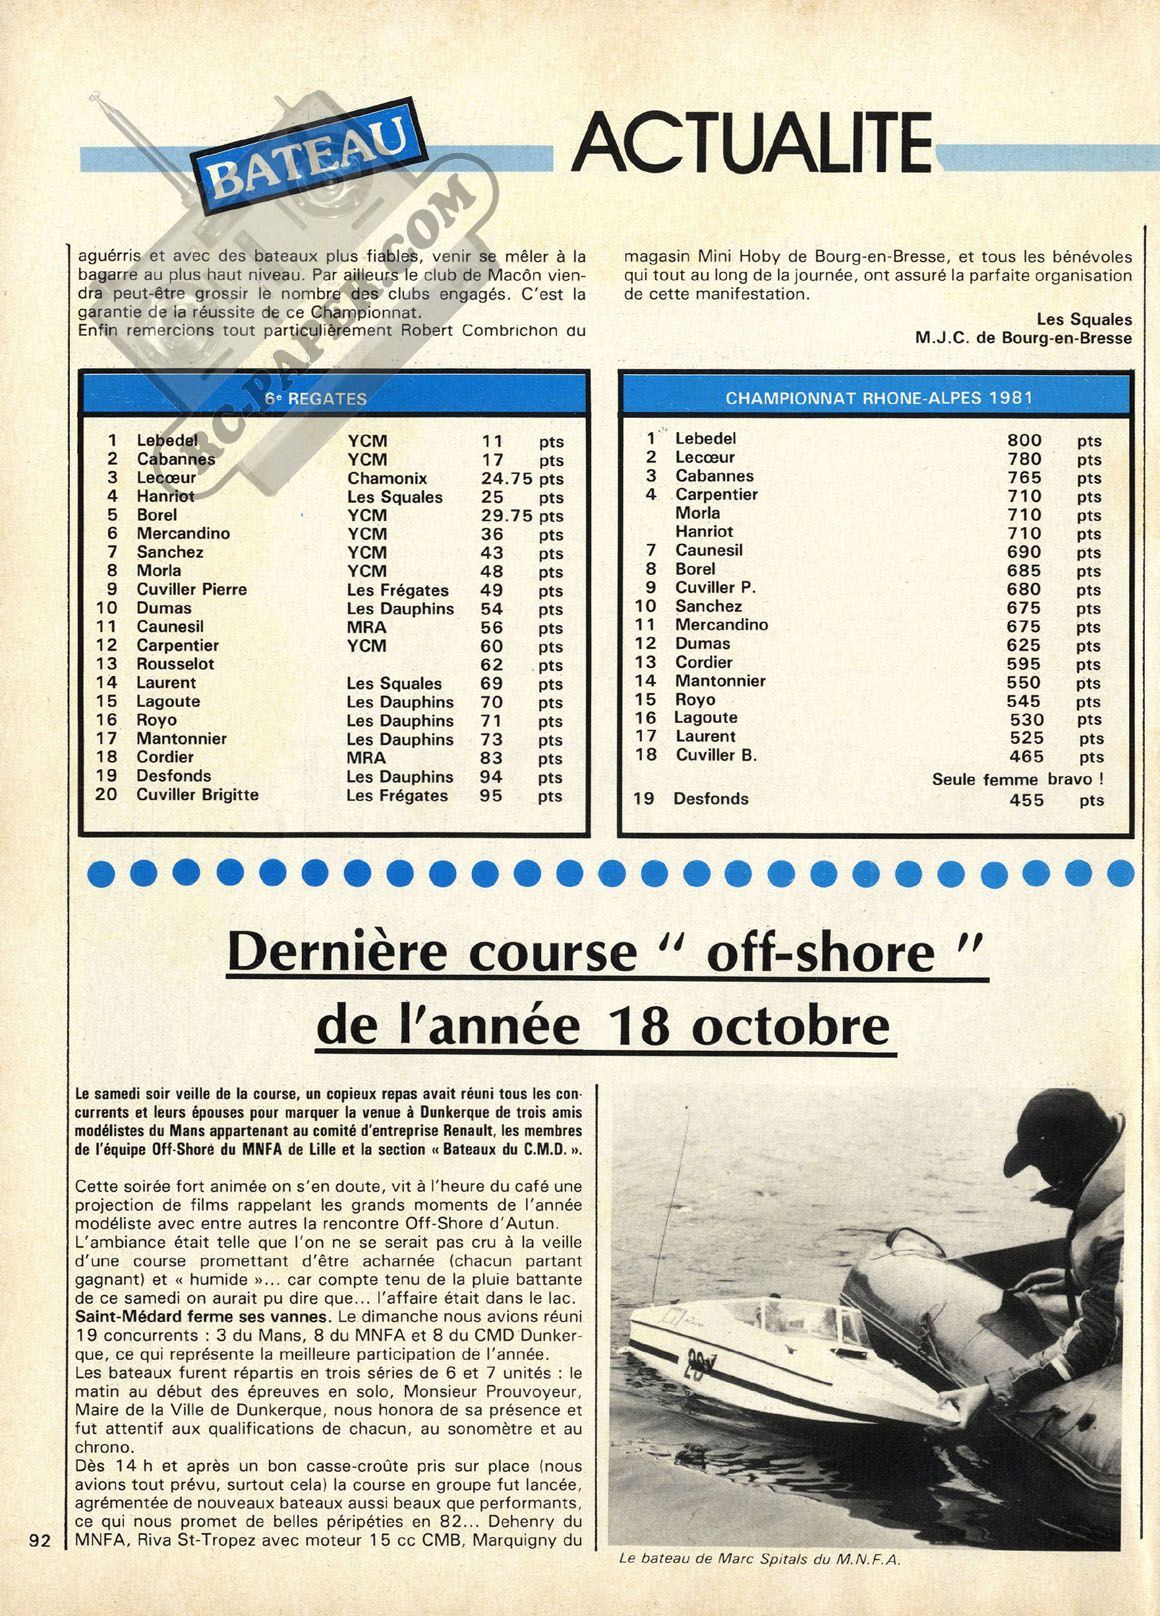 BATEAU
ACTUALITE
aguérris et avec des bateaux plus fiables, venir se mêler à la
bagarre au plus haut niveau. Par ailleurs le club de Macôn vien-
dra peut-être grossir le nombre des clubs engagés. C'est la
garantie de la réussite de ce Championnat.
Enfin remercions tout particulièrement Robert Combrichon du
magasin Mini Hoby de Bourg-en-Bresse, et tous les bénévoles
qui tout au long de la journée, ont assuré la parfaite organisation
de cette manifestation.
Les Squales
M.J.C. de Bourg-en-Bresse
RC-PAPER.COM
6e REGATES
1 Lebedel YCM 11 pts
2 Cabannes YCM 17 pts
3 Lecœur Chamonix 24.75 pts
4 Hanriot Les Squales 25 pts
5 Borel YCM 29.75 pts
6 Mercandino YCM 36 pts
7 Sanchez YCM 43 pts
8 Morla YCM 48 pts
9 Cuviller Pierre Les Frégates 49 pts
10 Dumas Les Dauphins 54 pts
11 Caunesil MRA 56 pts
12 Carpentier YCM 60 pts
13 Rousselot 62 pts
14 Laurent Les Squales 69 pts
15 Lagoute Les Dauphins 70 pts
16 Royo Les Dauphins 71 pts
17 Mantonnier Les Dauphins 73 pts
18 Cordier MRA 83 pts
19 Desfonds Les Dauphins 94 pts
20 Cuviller Brigitte Les Frégates 95 pts
CHAMPIONNAT RHONE-ALPES 1981
1 Lebedel 800 pts
2 Lecœur 780 pts
3 Cabannes 765 pts
4 Carpentier 710 pts
Morla 710 pts
Hanriot 710 pts
7 Caunesil 690 pts
8 Borel 685 pts
9 Cuviller P. 680 pts
10 Sanchez 675 pts
11 Mercandino 675 pts
12 Dumas 625 pts
13 Cordier 595 pts
14 Mantonnier 550 pts
15 Royo 545 pts
16 Lagoute 530 pts
17 Laurent 525 pts
18 Cuviller B. 465 pts
Seule femme bravo !
19 Desfonds 455 pts
Dernière course " off-shore "
de l'année 18 octobre
Le samedi soir veille de la course, un copieux repas avait réuni tous les con-
currents et leurs épouses pour marquer la venue à Dunkerque de trois amis
modélistes du Mans appartenant au comité d'entreprise Renault, les membres
de l'équipe Off-Shore du MNFA de Lille et la section « Bateaux du C.M.D. ».
Cette soirée fort animée on s'en doute, vit à l'heure du café une
projection de films rappelant les grands moments de l'année
modéliste avec entre autres la rencontre Off-Shore d'Autun.
L'ambiance était telle que l'on ne se serait pas cru à la veille
d'une course promettant d'être acharnée (chacun partant
gagnant) et « humide »... car compte tenu de la pluie battante
de ce samedi on aurait pu dire que... l'affaire était dans le lac.
Saint-Médard ferme ses vannes. Le dimanche nous avions réuni
19 concurrents : 3 du Mans, 8 du MNFA et 8 du CMD Dunker-
que, ce qui représente la meilleure participation de l'année.
Les bateaux furent répartis en trois séries de 6 et 7 unités : le
matin au début des épreuves en solo, Monsieur Prouvoyeur,
Maire de la Ville de Dunkerque, nous honora de sa présence et
fut attentif aux qualifications de chacun, au sonomètre et au
chrono.
Dès 14 h et après un bon casse-croûte pris sur place (nous
avions tout prévu, surtout cela) la course en groupe fut lancée,
agrémentée de nouveaux bateaux aussi beaux que performants,
ce qui nous promet de belles péripéties en 82... Dehenry du
MNFA, Riva St-Tropez avec moteur 15 cc CMB, Marquigny du
Le bateau de Marc Spitals du M.N.F.A.
92